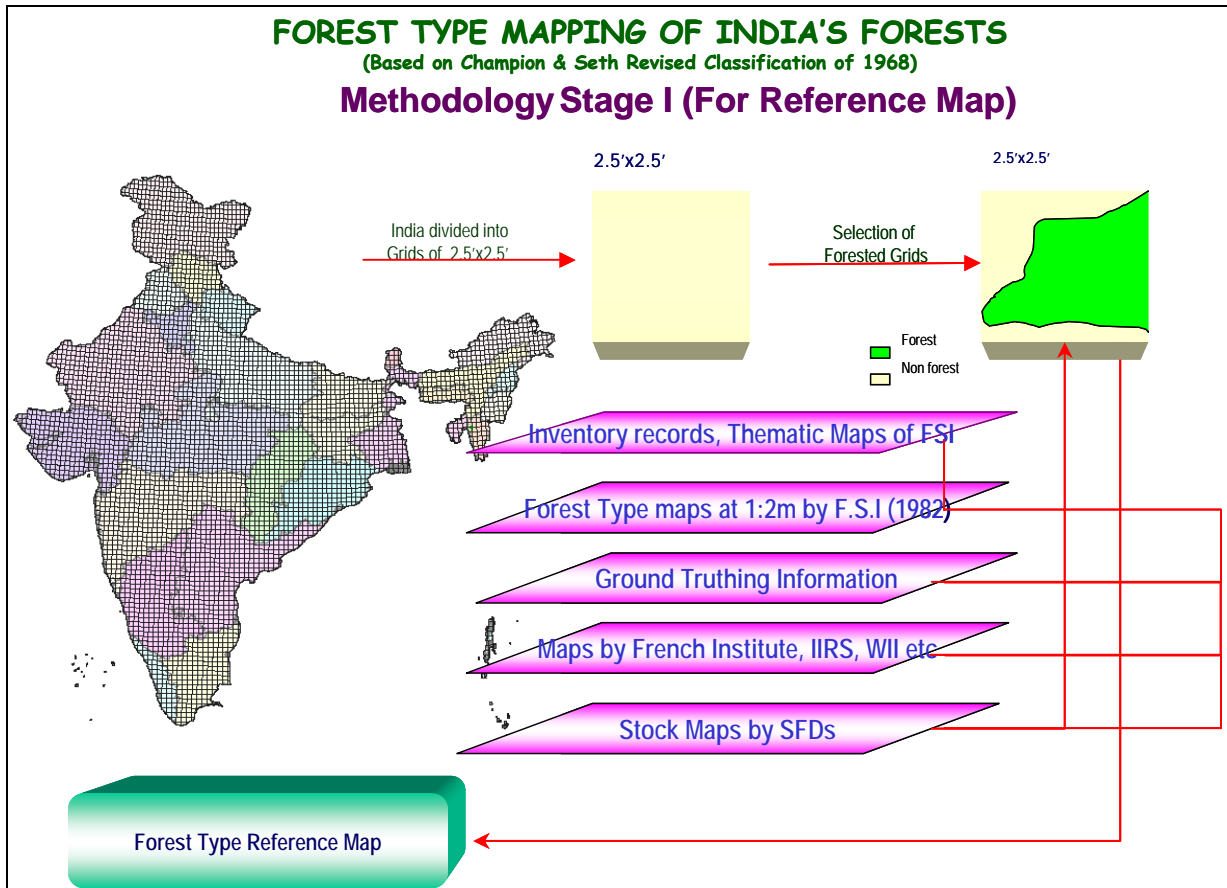 FOREST TYPE MAPPING OF INDIA'S FORESTS
(Based on Champion & Seth Revised Classification of 1968)
Methodology Stage I (For Reference Map)
2.5'x2.5'
2.5'x2.5'
India divided into
Grids of 2.5'x2.5'
Selection of
Forested Grids
Forest
Non forest
Inventory records, Thematic Maps of FSI
Forest Type maps at 1:2m by F.S.I (1982)
Ground Truthing Information
Maps by French Institute, IIRS, WII etc
Stock Maps by SFDs
Forest Type Reference Map